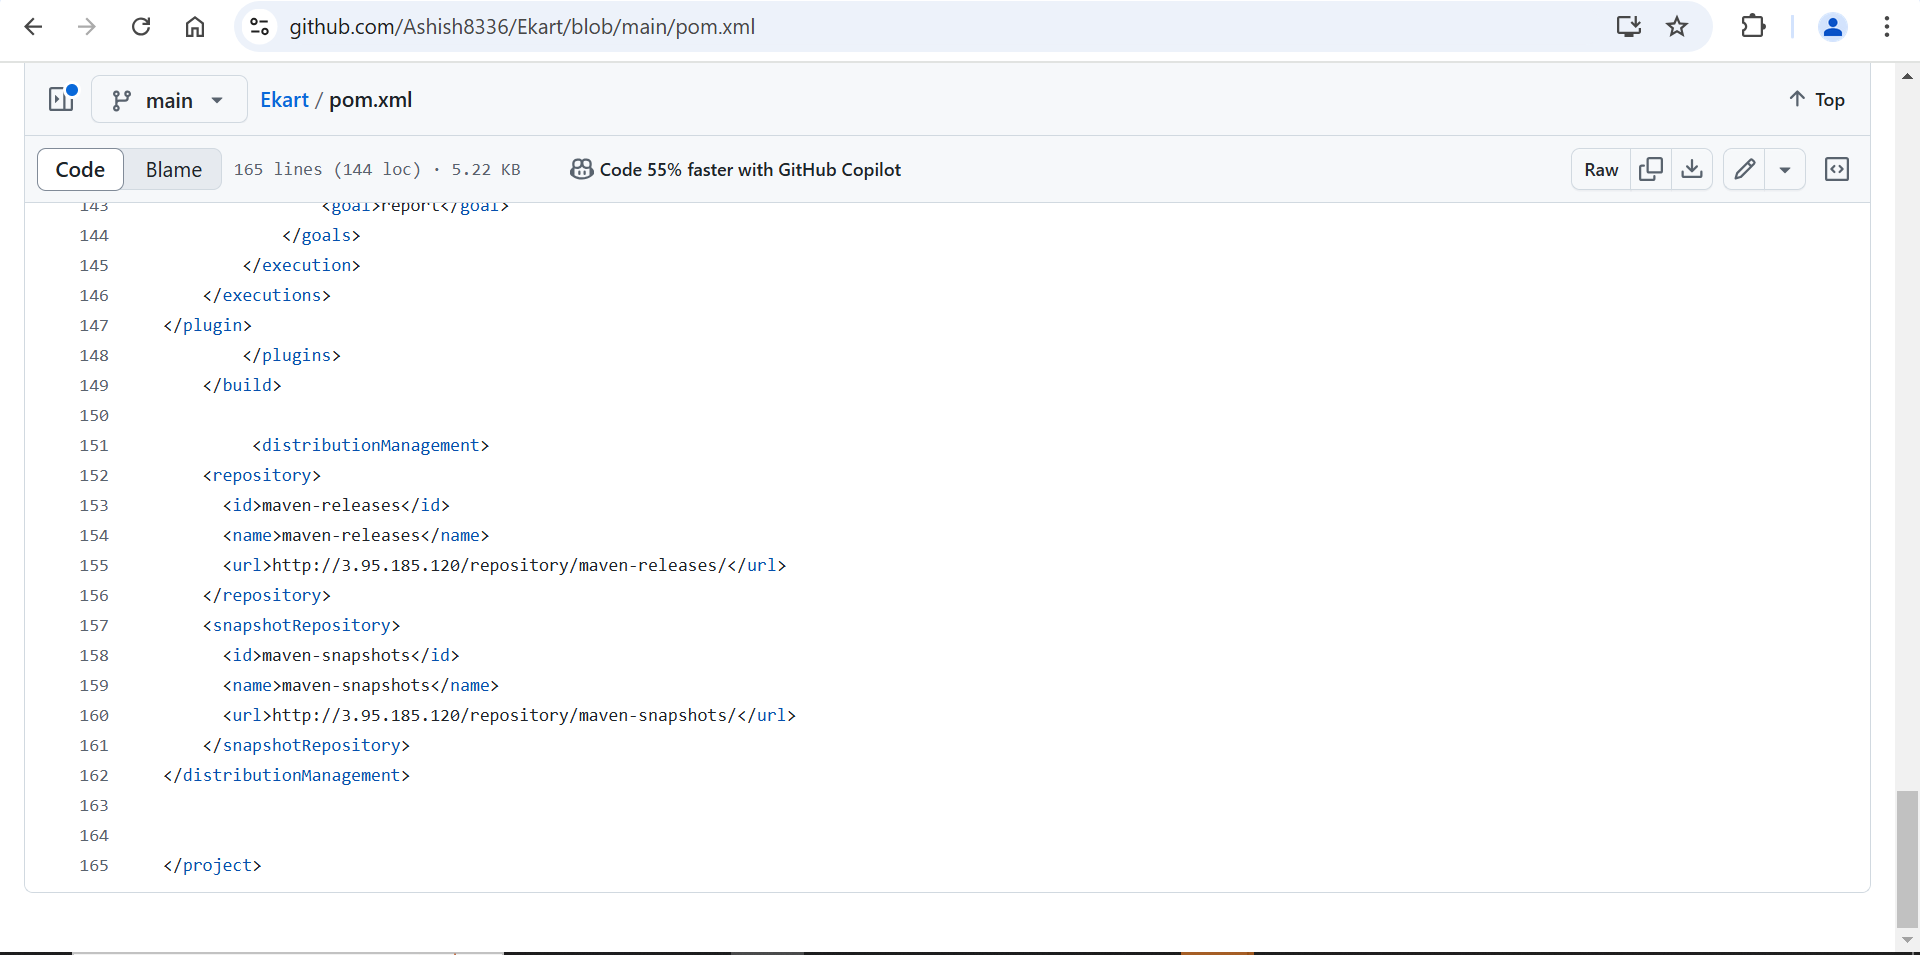 github.com/Ashish8336/Ekart/blob/main/pom.xml
main Ekart / pom.xml Top
Code Blame 165 lines (144 loc) · 5.22 KB Code 55% faster with GitHub Copilot Raw
143 <goal>report</goal>
144 </goals>
145 </execution>
146 </executions>
147 </plugin>
148 </plugins>
149 </build>
150
151 <distributionManagement>
152 <repository>
153 <id>maven-releases</id>
154 <name>maven-releases</name>
155 <url>http://3.95.185.120/repository/maven-releases/</url>
156 </repository>
157 <snapshotRepository>
158 <id>maven-snapshots</id>
159 <name>maven-snapshots</name>
160 <url>http://3.95.185.120/repository/maven-snapshots/</url>
161 </snapshotRepository>
162 </distributionManagement>
163
164
165 </project>